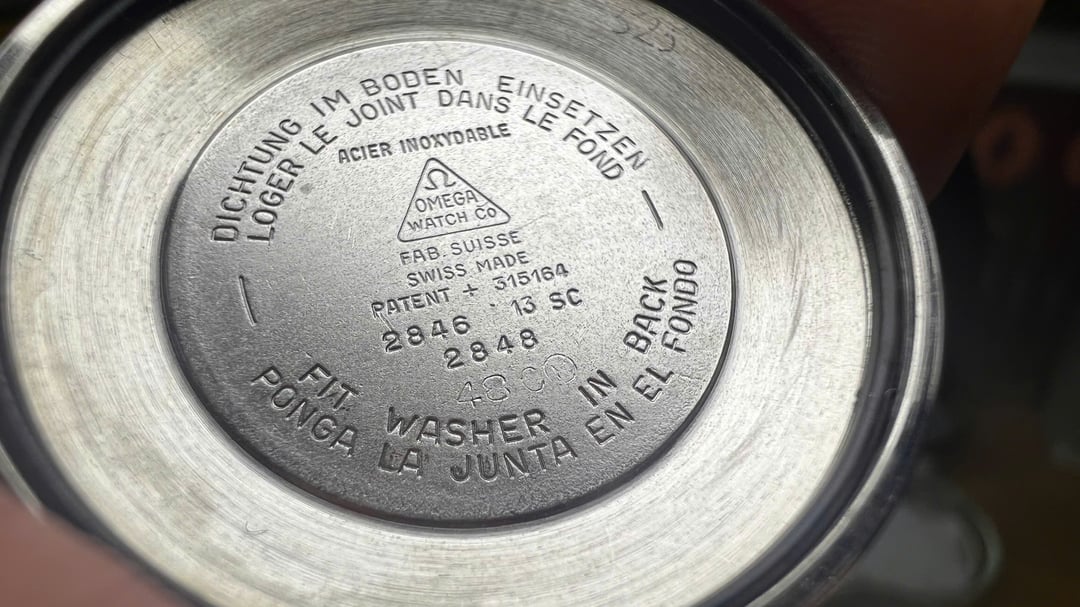 DICHTUNG IM BODEN EINSETZEN
LOGER LE JOINT DANS LE FOND
ACIER INOXYDABLE
Ω
OMEGA
WATCH Co
FAB. SUISSE
SWISS MADE
PATENT + 315164
2846 · 13 SC
2848
48C
FIT. WASHER IN BACK
PONGA LA JUNTA EN EL FONDO